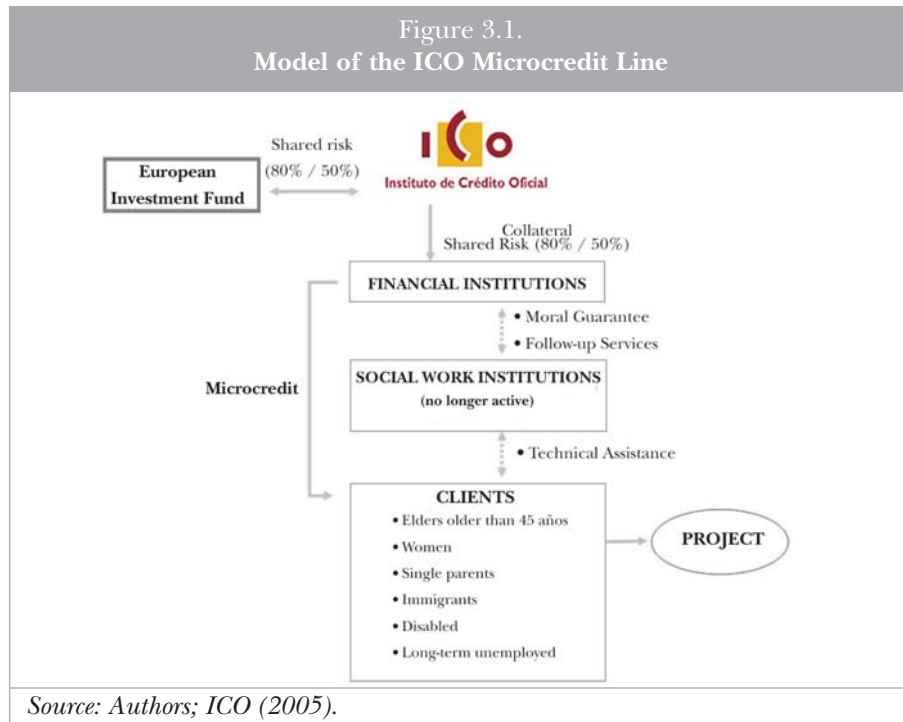 Figure 3.1.
Model of the ICO Microcredit Line
Shared risk
(80% / 50%)
European
Investment Fund
ICO
Instituto de Crédito Oficial
Collateral
Shared Risk (80% / 50%)
FINANCIAL INSTITUTIONS
• Moral Guarantee
• Follow-up Services
Microcredit
SOCIAL WORK INSTITUTIONS
(no longer active)
• Technical Assistance
CLIENTS
• Elders older than 45 años
• Women
• Single parents
• Immigrants
• Disabled
• Long-term unemployed
PROJECT
Source: Authors; ICO (2005).